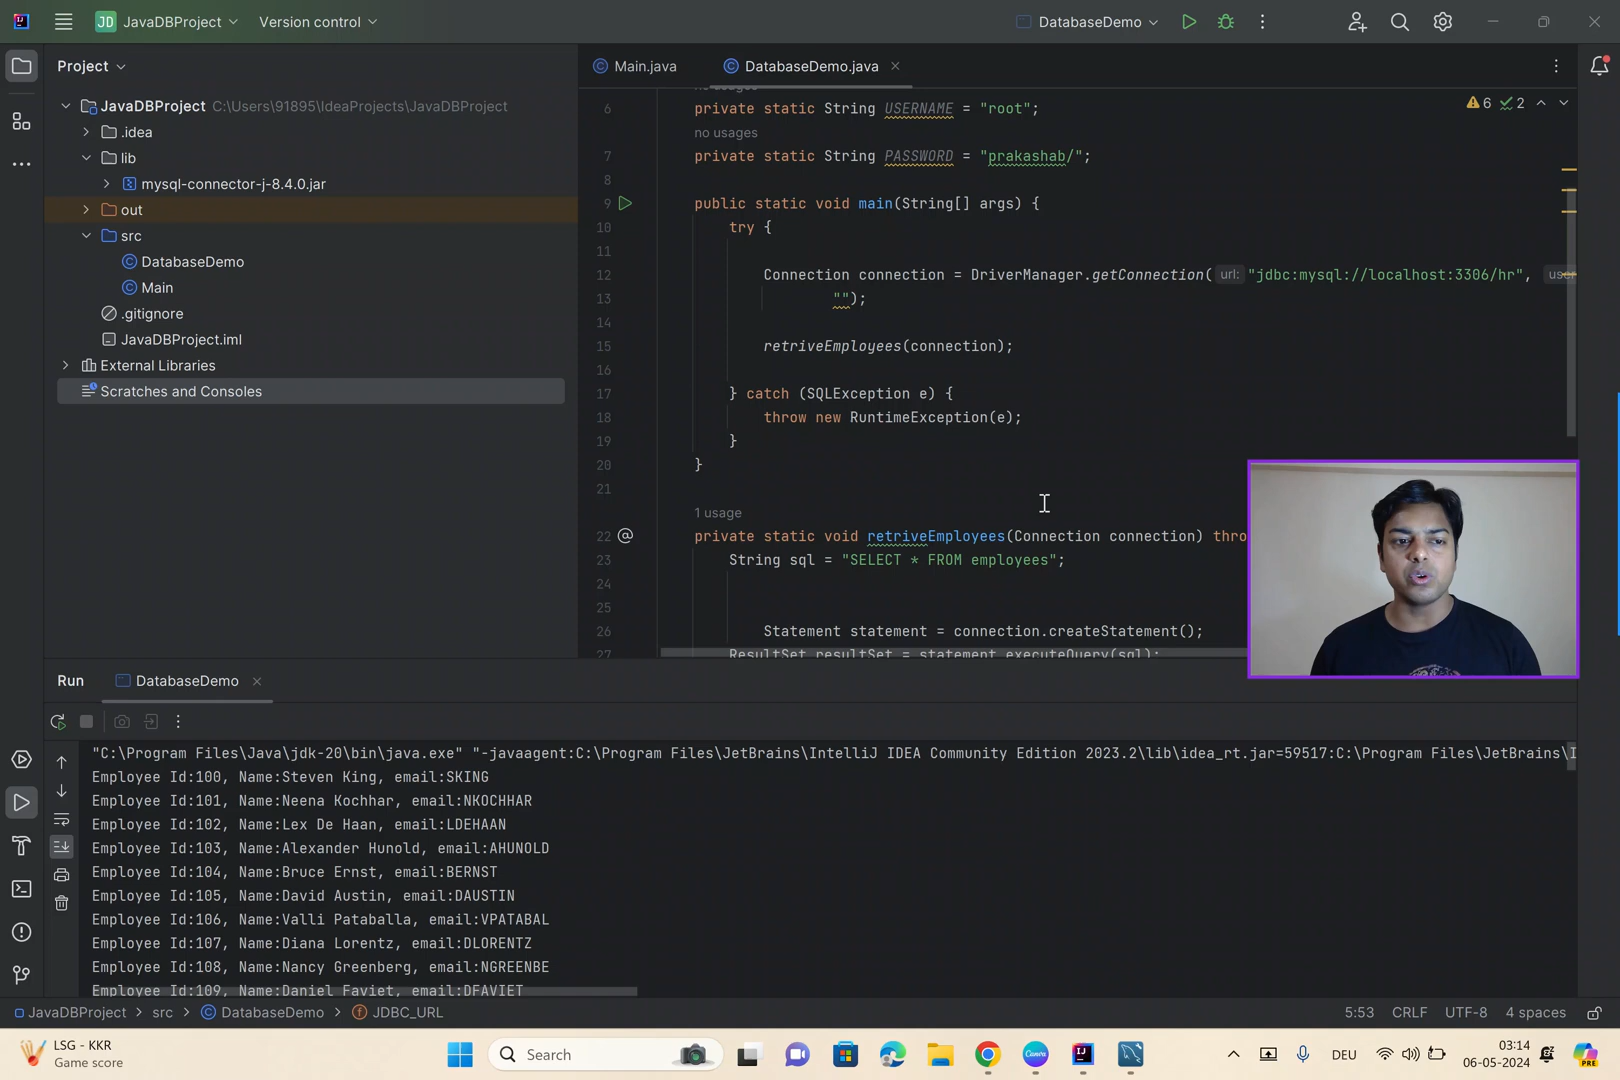 JD JavaDBProject Version control DatabaseDemo
Project Main.java DatabaseDemo.java
JavaDBProject C:\Users\91895\IdeaProjects\JavaDBProject
.idea
lib
mysql-connector-j-8.4.0.jar
out
src
DatabaseDemo
Main
.gitignore
JavaDBProject.iml
External Libraries
Scratches and Consoles
6 2
6 private static String USERNAME = "root";
no usages
7 private static String PASSWORD = "prakashab/";
8
9 public static void main(String[] args) {
10 try {
11
12 Connection connection = DriverManager.getConnection( url: "jdbc:mysql://localhost:3306/hr",
13 "");
14
15 retriveEmployees(connection);
16
17 } catch (SQLException e) {
18 throw new RuntimeException(e);
19 }
20 }
21
1 usage
22 @ private static void retriveEmployees(Connection connection) thro
23 String sql = "SELECT * FROM employees";
24
25
26 Statement statement = connection.createStatement();
27 ResultSet resultSet = statement.executeQuery(sql);
Run DatabaseDemo
"C:\Program Files\Java\jdk-20\bin\java.exe" "-javaagent:C:\Program Files\JetBrains\IntelliJ IDEA Community Edition 2023.2\lib\idea_rt.jar=59517:C:\Program Files\JetBrains\I
Employee Id:100, Name:Steven King, email:SKING
Employee Id:101, Name:Neena Kochhar, email:NKOCHHAR
Employee Id:102, Name:Lex De Haan, email:LDEHAAN
Employee Id:103, Name:Alexander Hunold, email:AHUNOLD
Employee Id:104, Name:Bruce Ernst, email:BERNST
Employee Id:105, Name:David Austin, email:DAUSTIN
Employee Id:106, Name:Valli Pataballa, email:VPATABAL
Employee Id:107, Name:Diana Lorentz, email:DLORENTZ
Employee Id:108, Name:Nancy Greenberg, email:NGREENBE
Employee Id:109, Name:Daniel Faviet, email:DFAVIET
JavaDBProject > src > DatabaseDemo > JDBC_URL 5:53 CRLF UTF-8 4 spaces
LSG - KKR
Game score
Search
DEU
03:14
06-05-2024
PRE